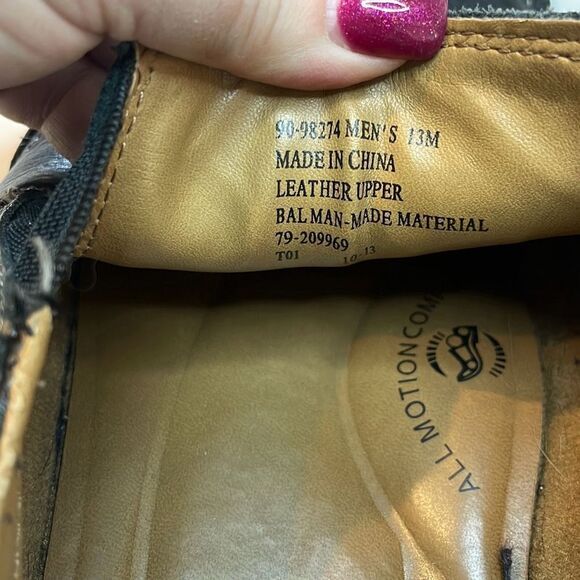 90-98274 MEN'S 13M
MADE IN CHINA
LEATHER UPPER
BAL MAN-MADE MATERIAL
79-209969
T01 10-13
ALL MOTION COMF